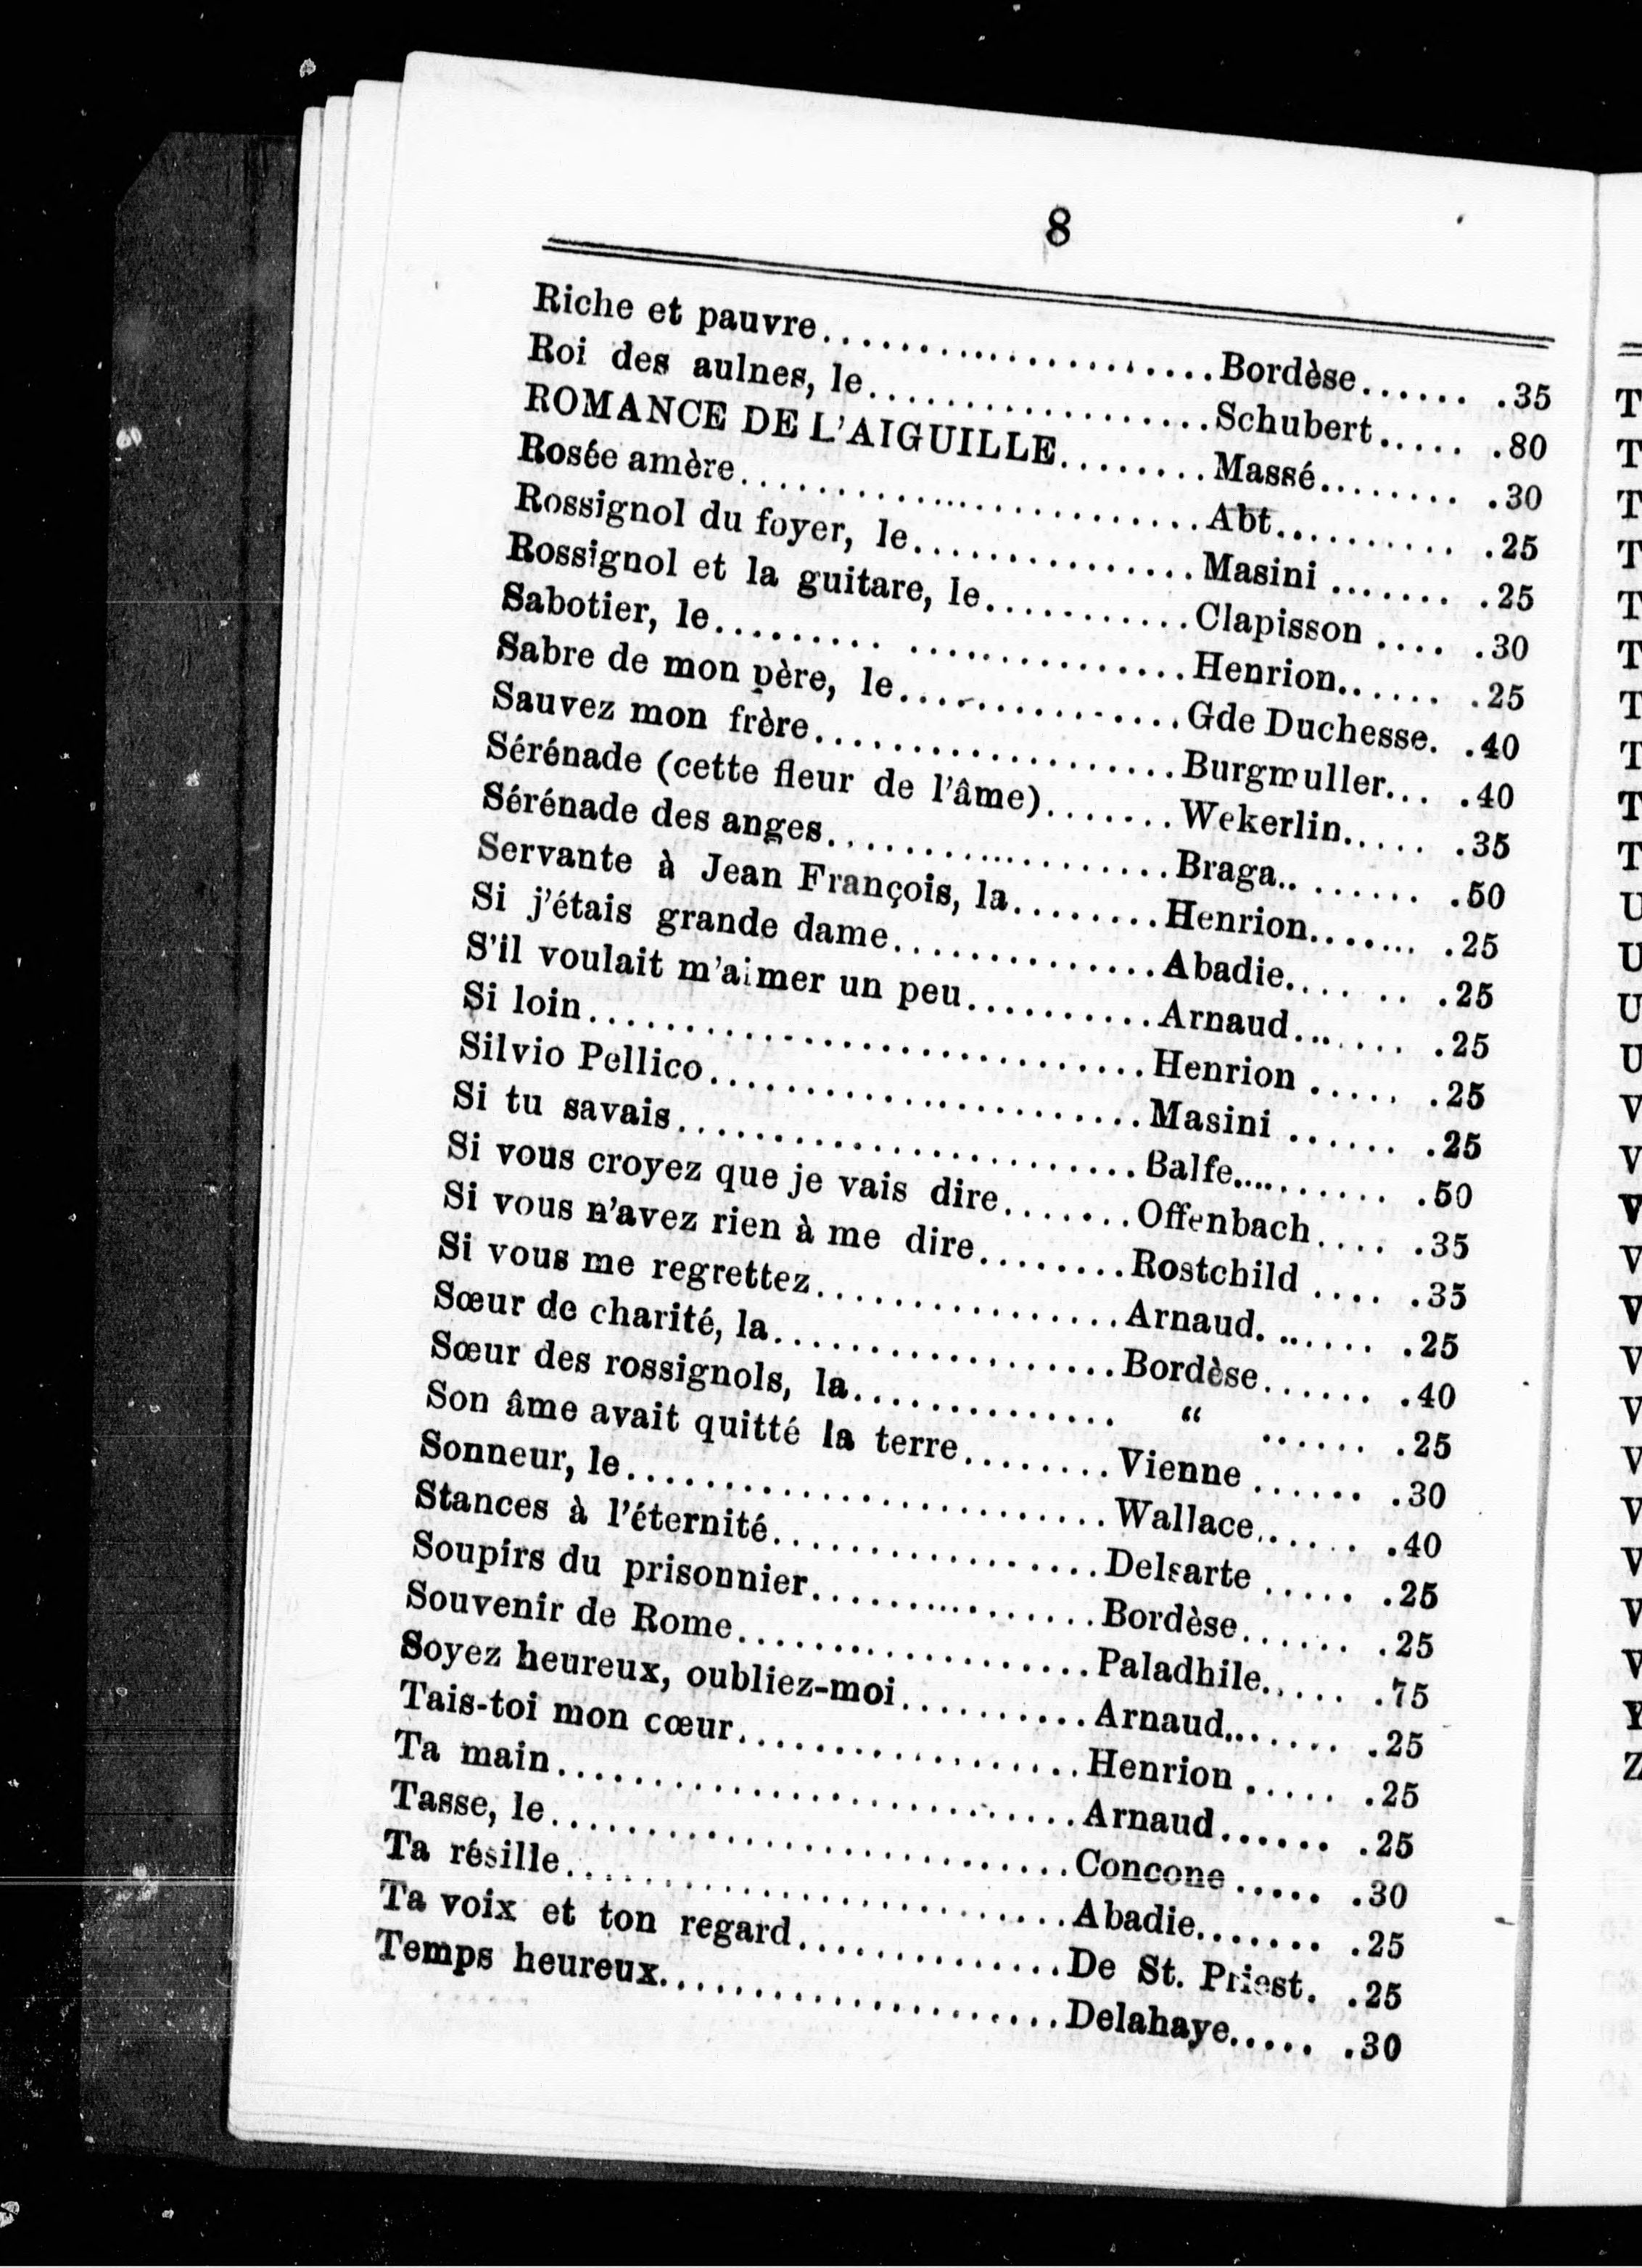 8
Riche et pauvre....................Bordèse...... .35
Roi des aulnes, le..................Schubert..... .80
ROMANCE DE L'AIGUILLE........Massé........ .30
Rosée amère........................Abt.......... .25
Rossignol du foyer, le...............Masini ....... .25
Rossignol et la guitare, le...........Clapisson .... .30
Sabotier, le......... ...............Henrion...... .25
Sabre de mon père, le...............Gde Duchesse. .40
Sauvez mon frère...................Burgmuller... .40
Sérénade (cette fleur de l'âme).......Wekerlin..... .35
Sérénade des anges..................Braga.. ...... .50
Servante à Jean François, la........Henrion....... .25
Si j'étais grande dame..............Abadie.... .. .25
S'il voulait m'aimer un peu..........Arnaud....... .25
Si loin.............................Henrion ..... .25
Silvio Pellico.......................Masini ...... .25
Si tu savais........................Balfe.......... .50
Si vous croyez que je vais dire.......Offenbach.... .35
Si vous n'avez rien à me dire........Rostchild .... .35
Si vous me regrettez................Arnaud. ...... .25
Sœur de charité, la..................Bordèse...... .40
Sœur des rossignols, la.............. “ ...... .25
Son âme avait quitté la terre........Vienne ...... .30
Sonneur, le.........................Wallace...... .40
Stances à l'éternité.................Delsarte ..... .25
Soupirs du prisonnier...............Bordèse...... .25
Souvenir de Rome..................Paladhile..... .75
Soyez heureux, oubliez-moi..........Arnaud....... .25
Tais-toi mon cœur..................Henrion ..... .25
Ta main...........................Arnaud...... .25
Tasse, le...........................Concone ..... .30
Ta résille..........................Abadie....... .25
Ta voix et ton regard..............De St. Priest. .25
Temps heureux.....................Delahaye..... .30
T
T
T
T
T
T
T
T
T
T
U
U
U
U
V
V
V
V
V
V
V
V
V
V
V
V
Y
Z